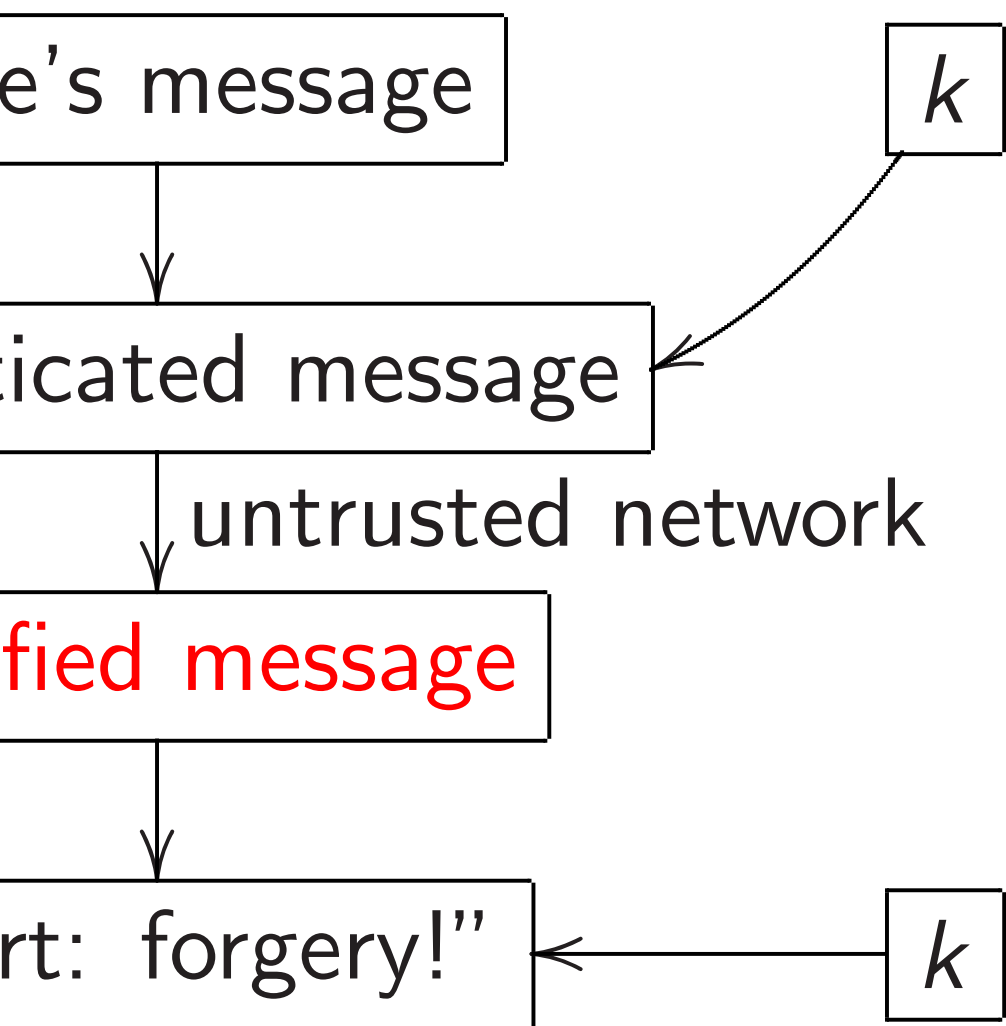 e's message
k
ticated message
untrusted network
fied message
rt: forgery!”
k